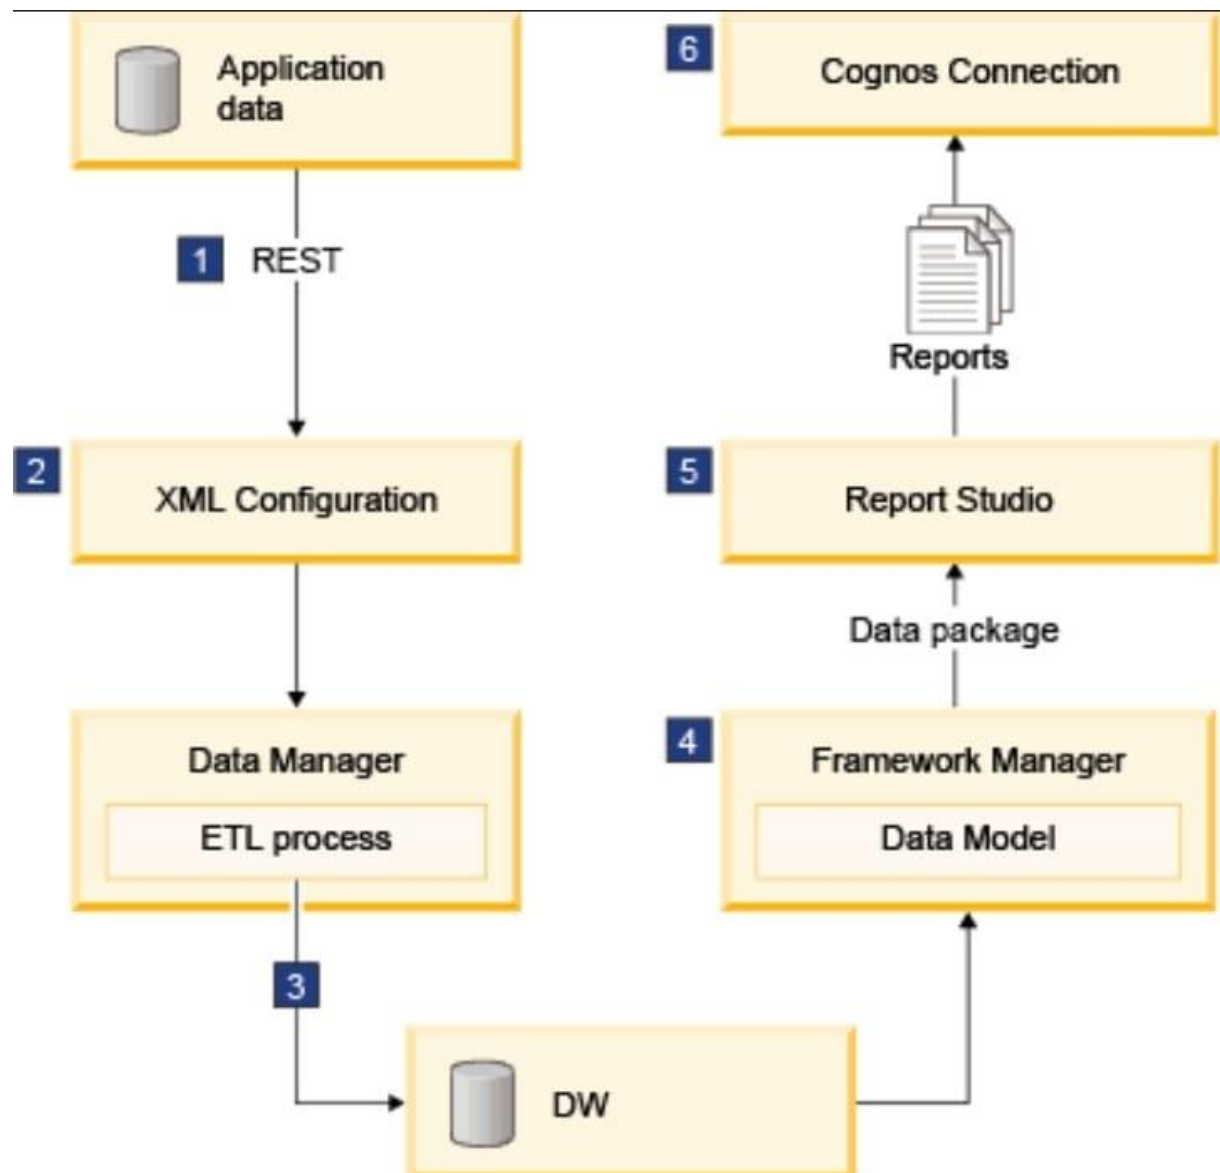 Application
data
1
REST
2
XML Configuration
Data Manager
ETL process
3
DW
4
Framework Manager
Data Model
Data package
5
Report Studio
Reports
6
Cognos Connection